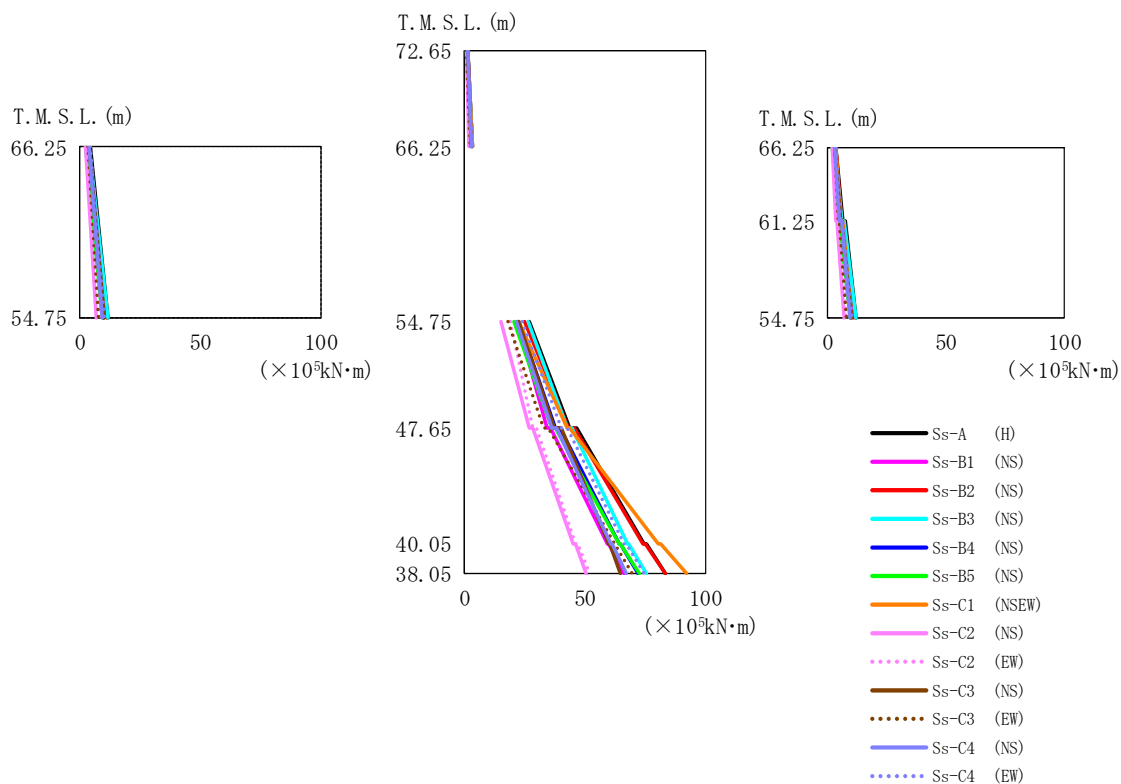 T.M.S.L.(m)
66.25
54.75
0 50 100
(×10⁵kN·m)
T.M.S.L.(m)
72.65
66.25
54.75
47.65
40.05
38.05
0 50 100
(×10⁵kN·m)
T.M.S.L.(m)
66.25
61.25
54.75
0 50 100
(×10⁵kN·m)
Ss-A (H)
Ss-B1 (NS)
Ss-B2 (NS)
Ss-B3 (NS)
Ss-B4 (NS)
Ss-B5 (NS)
Ss-C1 (NSEW)
Ss-C2 (NS)
Ss-C2 (EW)
Ss-C3 (NS)
Ss-C3 (EW)
Ss-C4 (NS)
Ss-C4 (EW)